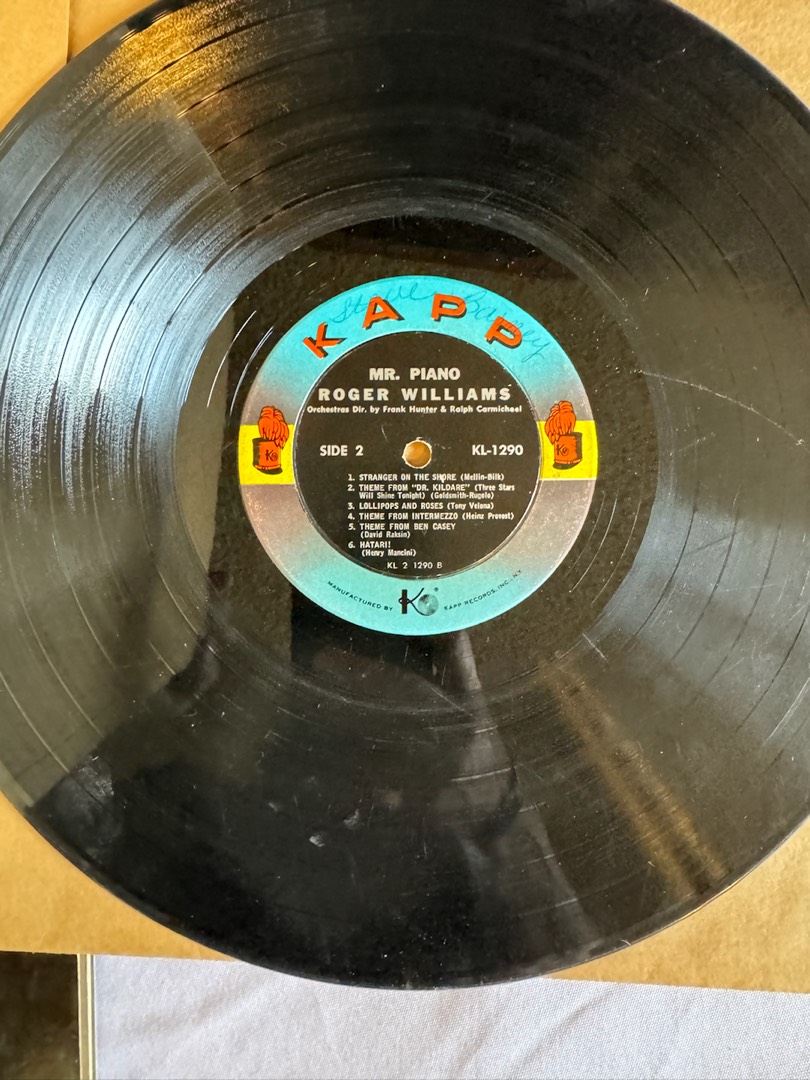 KAPP
MR. PIANO
ROGER WILLIAMS
Orchestras Dir. by Frank Hunter & Ralph Carmichael
SIDE 2 KL-1290
1. STRANGER ON THE SHORE (Mellin-Bilk)
2. THEME FROM "DR. KILDARE" (Three Stars
Will Shine Tonight) (Goldsmith-Rugolo)
3. LOLLIPOPS AND ROSES (Tony Velona)
4. THEME FROM INTERMEZZO (Heinz Provost)
5. THEME FROM BEN CASEY
(David Raksin)
6. HATARI!
(Henry Mancini)
KL 2 1290 B
MANUFACTURED BY KAPP RECORDS, INC., N.Y.